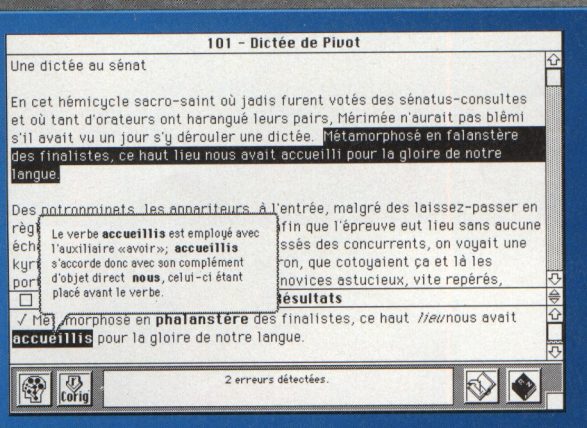 101 - Dictée de Pivot
Une dictée au sénat
En cet hémicycle sacro-saint où jadis furent votés des sénatus-consultes
et où tant d'orateurs ont harangué leurs pairs, Mérimée n'aurait pas blêmi
s'il avait vu un jour s'y dérouler une dictée. Métamorphosé en falanstère
des finalistes, ce haut lieu nous avait accueilli pour la gloire de notre
langue.
Des potronminets, les appariteurs, à l'entrée, malgré des laissez-passer en
règl fin que l'épreuve eut lieu sans aucune
éch ssés des concurrents, on voyait une
kyri ron, que cotoyaient ça et là les
port novices astucieux, vite repérés,
Le verbe accueillis est employé avec
l'auxiliaire «avoir»; accueillis
s'accorde donc avec son complément
d'objet direct nous, celui-ci étant
placé avant le verbe.
Résultats
√ Métamorphosé en phalanstère des finalistes, ce haut lieu nous avait
accueillis pour la gloire de notre langue.
Corig
2 erreurs détectées.